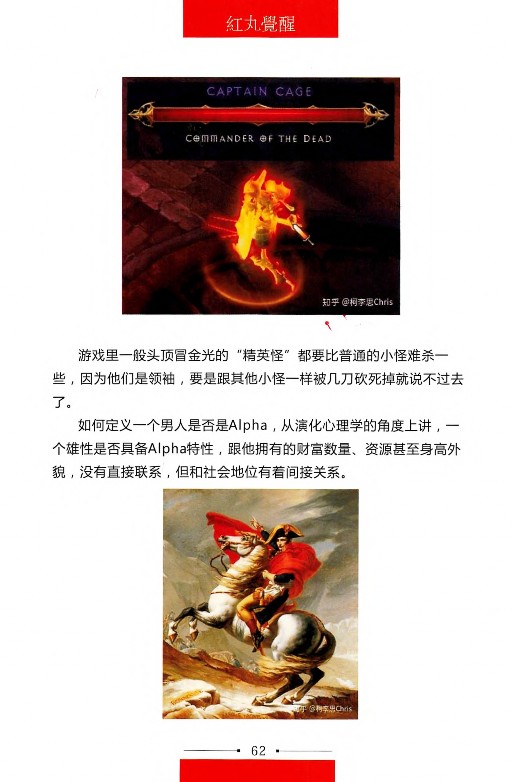 紅丸覺醒
CAPTAIN CAGE
COMMANDER OF THE DEAD
知乎 @柯李思Chris
游戏里一般头顶冒金光的“精英怪”都要比普通的小怪难杀一
些，因为他们是领袖，要是跟其他小怪一样被几刀砍死掉就说不过去
了。
如何定义一个男人是否是Alpha，从演化心理学的角度上讲，一
个雄性是否具备Alpha特性，跟他拥有的财富数量、资源甚至身高外
貌，没有直接联系，但和社会地位有着间接关系。
知乎 @柯李思Chris
62